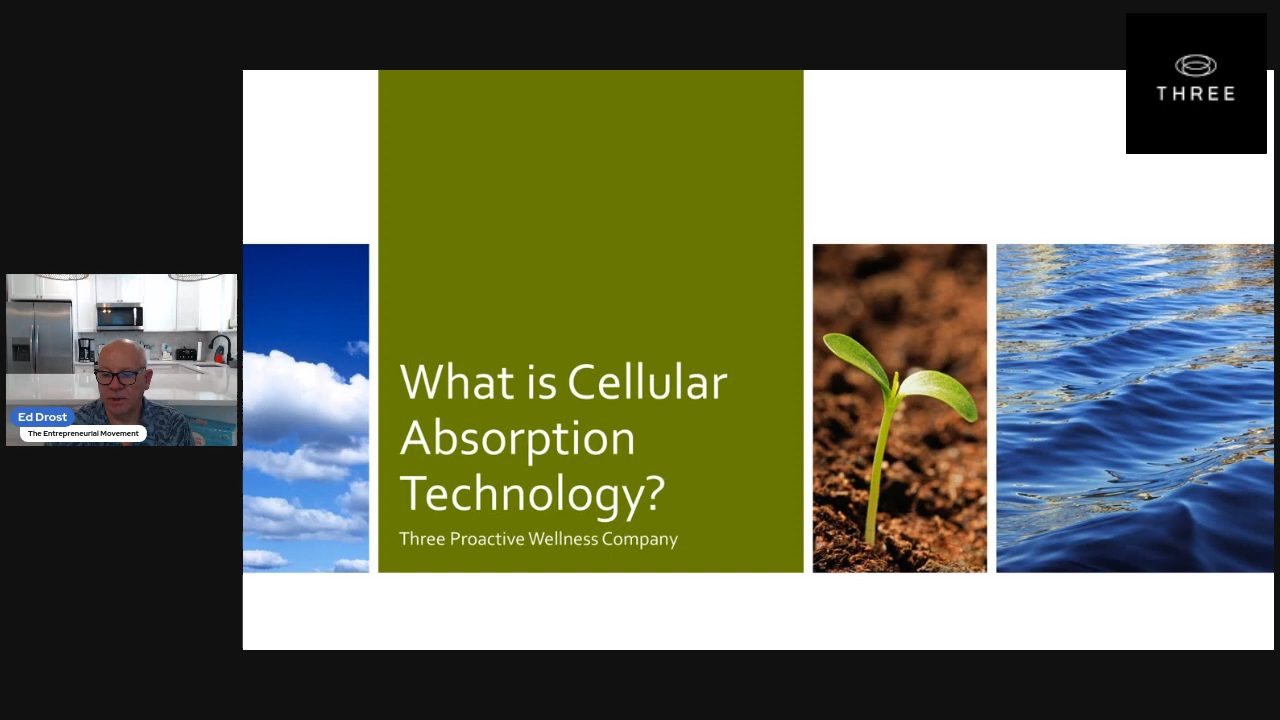 THREE
What is Cellular
Absorption
Technology?
Three Proactive Wellness Company
Ed Drost
The Entrepreneurial Movement